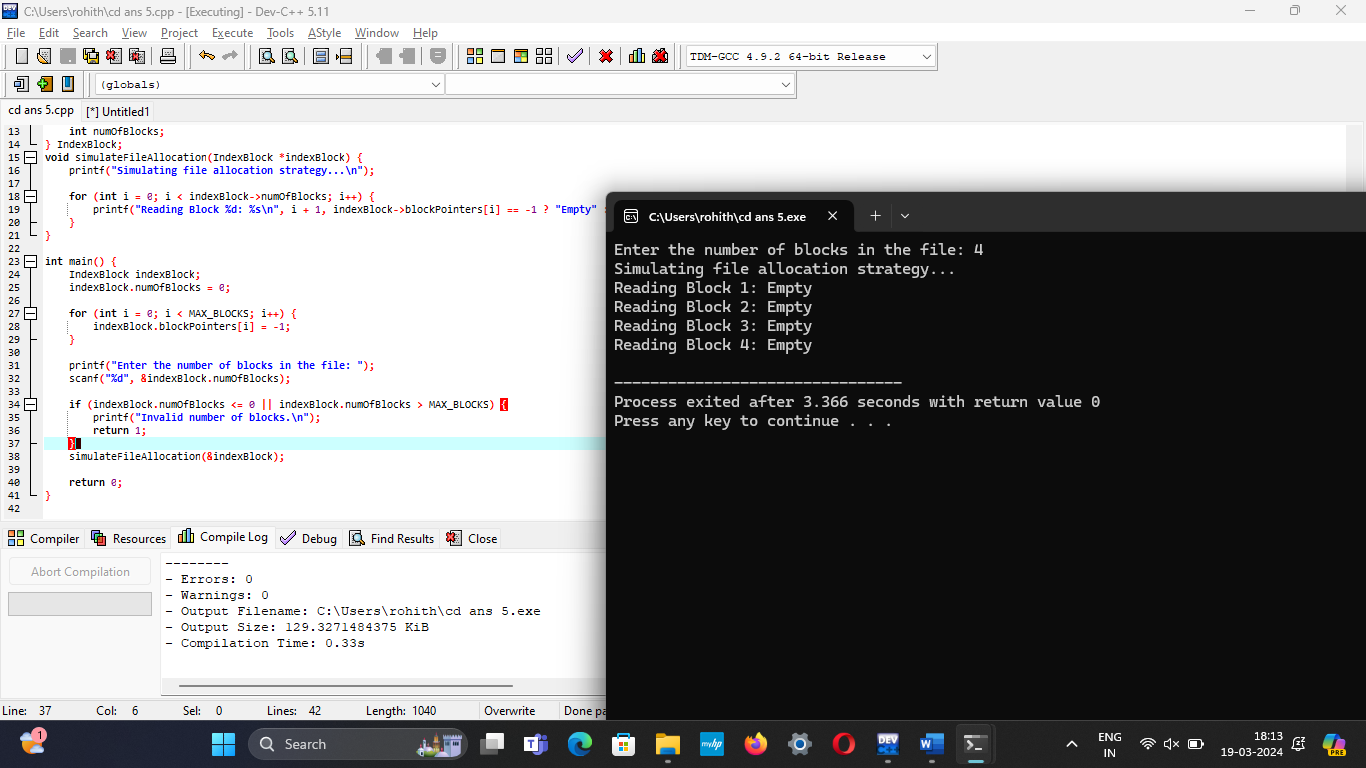 C:\Users\rohith\cd ans 5.cpp - [Executing] - Dev-C++ 5.11
File Edit Search View Project Execute Tools AStyle Window Help
TDM-GCC 4.9.2 64-bit Release
(globals)
cd ans 5.cpp [*] Untitled1
13 int numOfBlocks;
14 } IndexBlock;
15 void simulateFileAllocation(IndexBlock *indexBlock) {
16 printf("Simulating file allocation strategy...\n");
17
18 for (int i = 0; i < indexBlock->numOfBlocks; i++) {
19 printf("Reading Block %d: %s\n", i + 1, indexBlock->blockPointers[i] == -1 ? "Empty"
20 }
21 }
22
23 int main() {
24 IndexBlock indexBlock;
25 indexBlock.numOfBlocks = 0;
26
27 for (int i = 0; i < MAX_BLOCKS; i++) {
28 indexBlock.blockPointers[i] = -1;
29 }
30
31 printf("Enter the number of blocks in the file: ");
32 scanf("%d", &indexBlock.numOfBlocks);
33
34 if (indexBlock.numOfBlocks <= 0 || indexBlock.numOfBlocks > MAX_BLOCKS) {
35 printf("Invalid number of blocks.\n");
36 return 1;
37 }
38 simulateFileAllocation(&indexBlock);
39
40 return 0;
41 }
42
C:\Users\rohith\cd ans 5.exe
Enter the number of blocks in the file: 4
Simulating file allocation strategy...
Reading Block 1: Empty
Reading Block 2: Empty
Reading Block 3: Empty
Reading Block 4: Empty
--------------------------------
Process exited after 3.366 seconds with return value 0
Press any key to continue . . .
Compiler Resources Compile Log Debug Find Results Close
Abort Compilation
--------
- Errors: 0
- Warnings: 0
- Output Filename: C:\Users\rohith\cd ans 5.exe
- Output Size: 129.3271484375 KiB
- Compilation Time: 0.33s
Line: 37 Col: 6 Sel: 0 Lines: 42 Length: 1040 Overwrite Done pa
1
Search
myhp
DEV
ENG
IN
18:13
19-03-2024
PRE